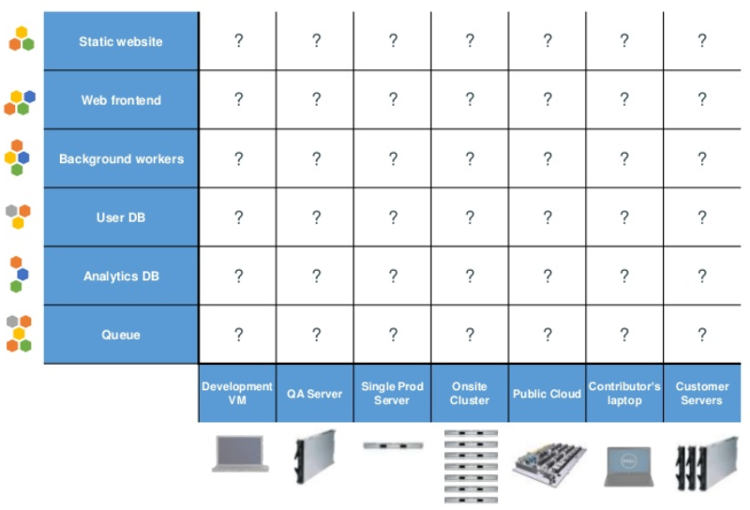 Static website ? ? ? ? ? ? ?
Web frontend ? ? ? ? ? ? ?
Background workers ? ? ? ? ? ? ?
User DB ? ? ? ? ? ? ?
Analytics DB ? ? ? ? ? ? ?
Queue ? ? ? ? ? ? ?
Development
VM
QA Server
Single Prod
Server
Onsite
Cluster
Public Cloud
Contributor's
laptop
Customer
Servers
DELL